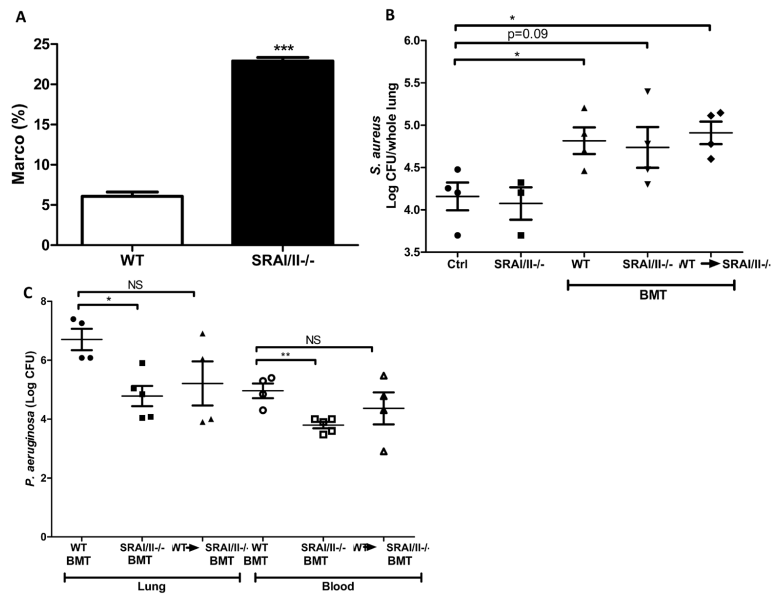 A
Marco (%)
25
20
15
10
5
0
***
WT
SRAI/II-/-
B
S. aureus
Log CFU/whole lung
6.0
5.5
5.0
4.5
4.0
3.5
*
p=0.09
*
Ctrl
SRAI/II-/-
WT
SRAI/II-/-
WT
SRAI/II-/-
BMT
C
P. aeruginosa (Log CFU)
8
6
4
2
0
NS
*
NS
**
WT
BMT
SRAI/II-/-
BMT
WT
SRAI/II-/-
BMT
WT
BMT
SRAI/II-/-
BMT
WT
SRAI/II-/-
BMT
Lung
Blood